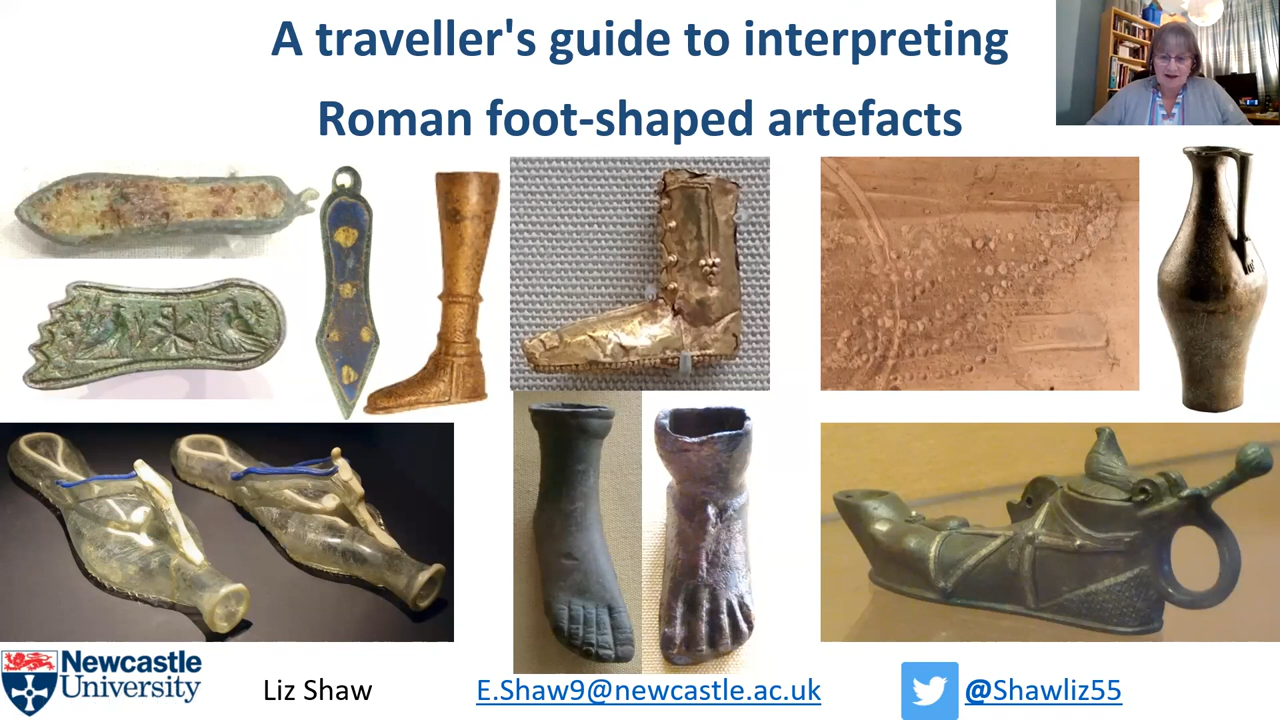 A traveller's guide to interpreting
Roman foot-shaped artefacts
Newcastle
University
Liz Shaw
E.Shaw9@newcastle.ac.uk
@Shawliz55